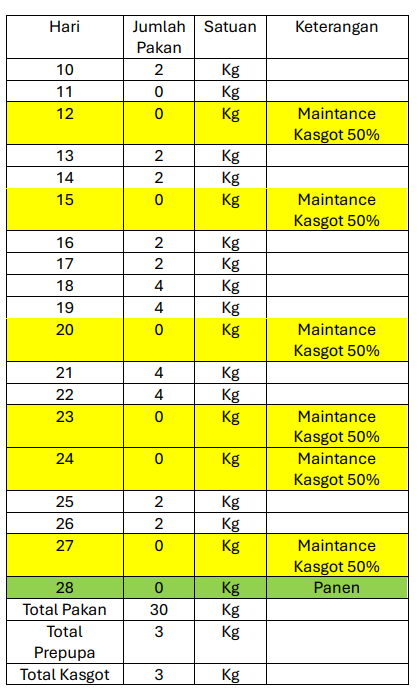 Hari Jumlah Pakan Satuan Keterangan
10 2 Kg
11 0 Kg
12 0 Kg Maintance Kasgot 50%
13 2 Kg
14 2 Kg
15 0 Kg Maintance Kasgot 50%
16 2 Kg
17 2 Kg
18 4 Kg
19 4 Kg
20 0 Kg Maintance Kasgot 50%
21 4 Kg
22 4 Kg
23 0 Kg Maintance Kasgot 50%
24 0 Kg Maintance Kasgot 50%
25 2 Kg
26 2 Kg
27 0 Kg Maintance Kasgot 50%
28 0 Kg Panen
Total Pakan 30 Kg
Total Prepupa 3 Kg
Total Kasgot 3 Kg